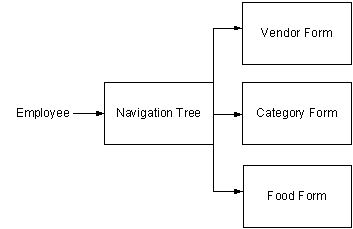 Vendor Form
Employee
Navigation Tree
Category Form
Food Form